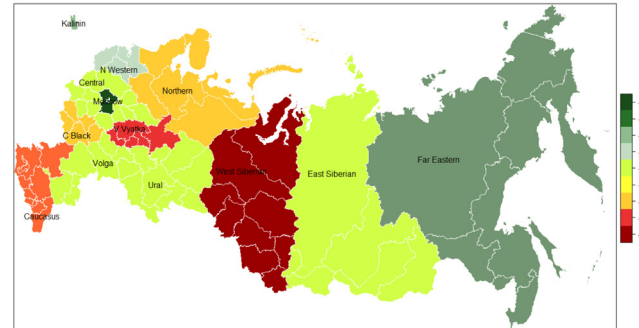 Kalinin
N Western
Central
Northern
Moscow
C Black
V Vyatka
Volga
Ural
West Siberian
East Siberian
Far Eastern
Caucasus